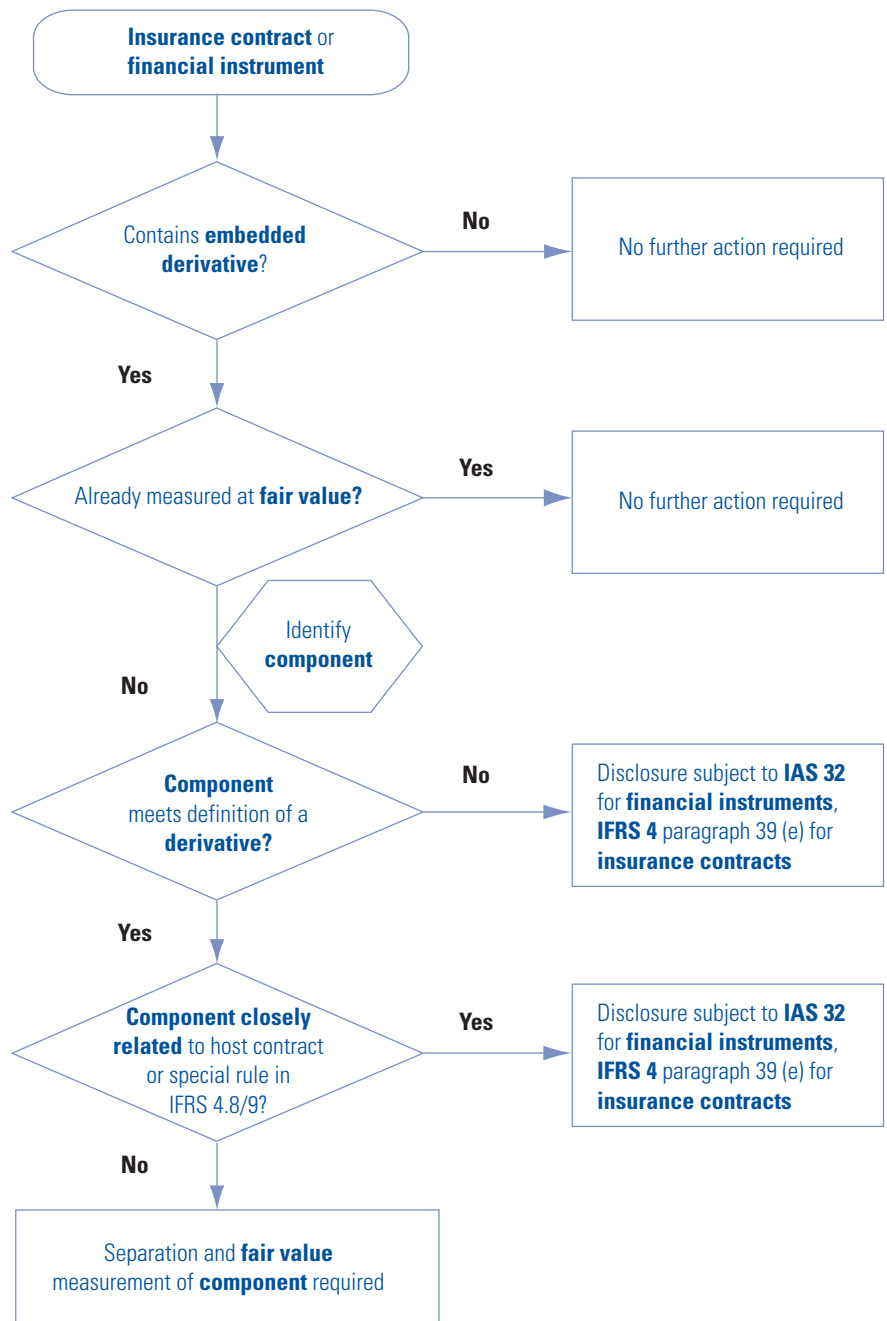 Insurance contract or
financial instrument
Contains embedded
derivative?
No
No further action required
Yes
Already measured at fair value?
Yes
No further action required
Identify
component
No
Component
meets definition of a
derivative?
No
Disclosure subject to IAS 32
for financial instruments,
IFRS 4 paragraph 39 (e) for
insurance contracts
Yes
Component closely
related to host contract
or special rule in
IFRS 4.8/9?
Yes
Disclosure subject to IAS 32
for financial instruments,
IFRS 4 paragraph 39 (e) for
insurance contracts
No
Separation and fair value
measurement of component required